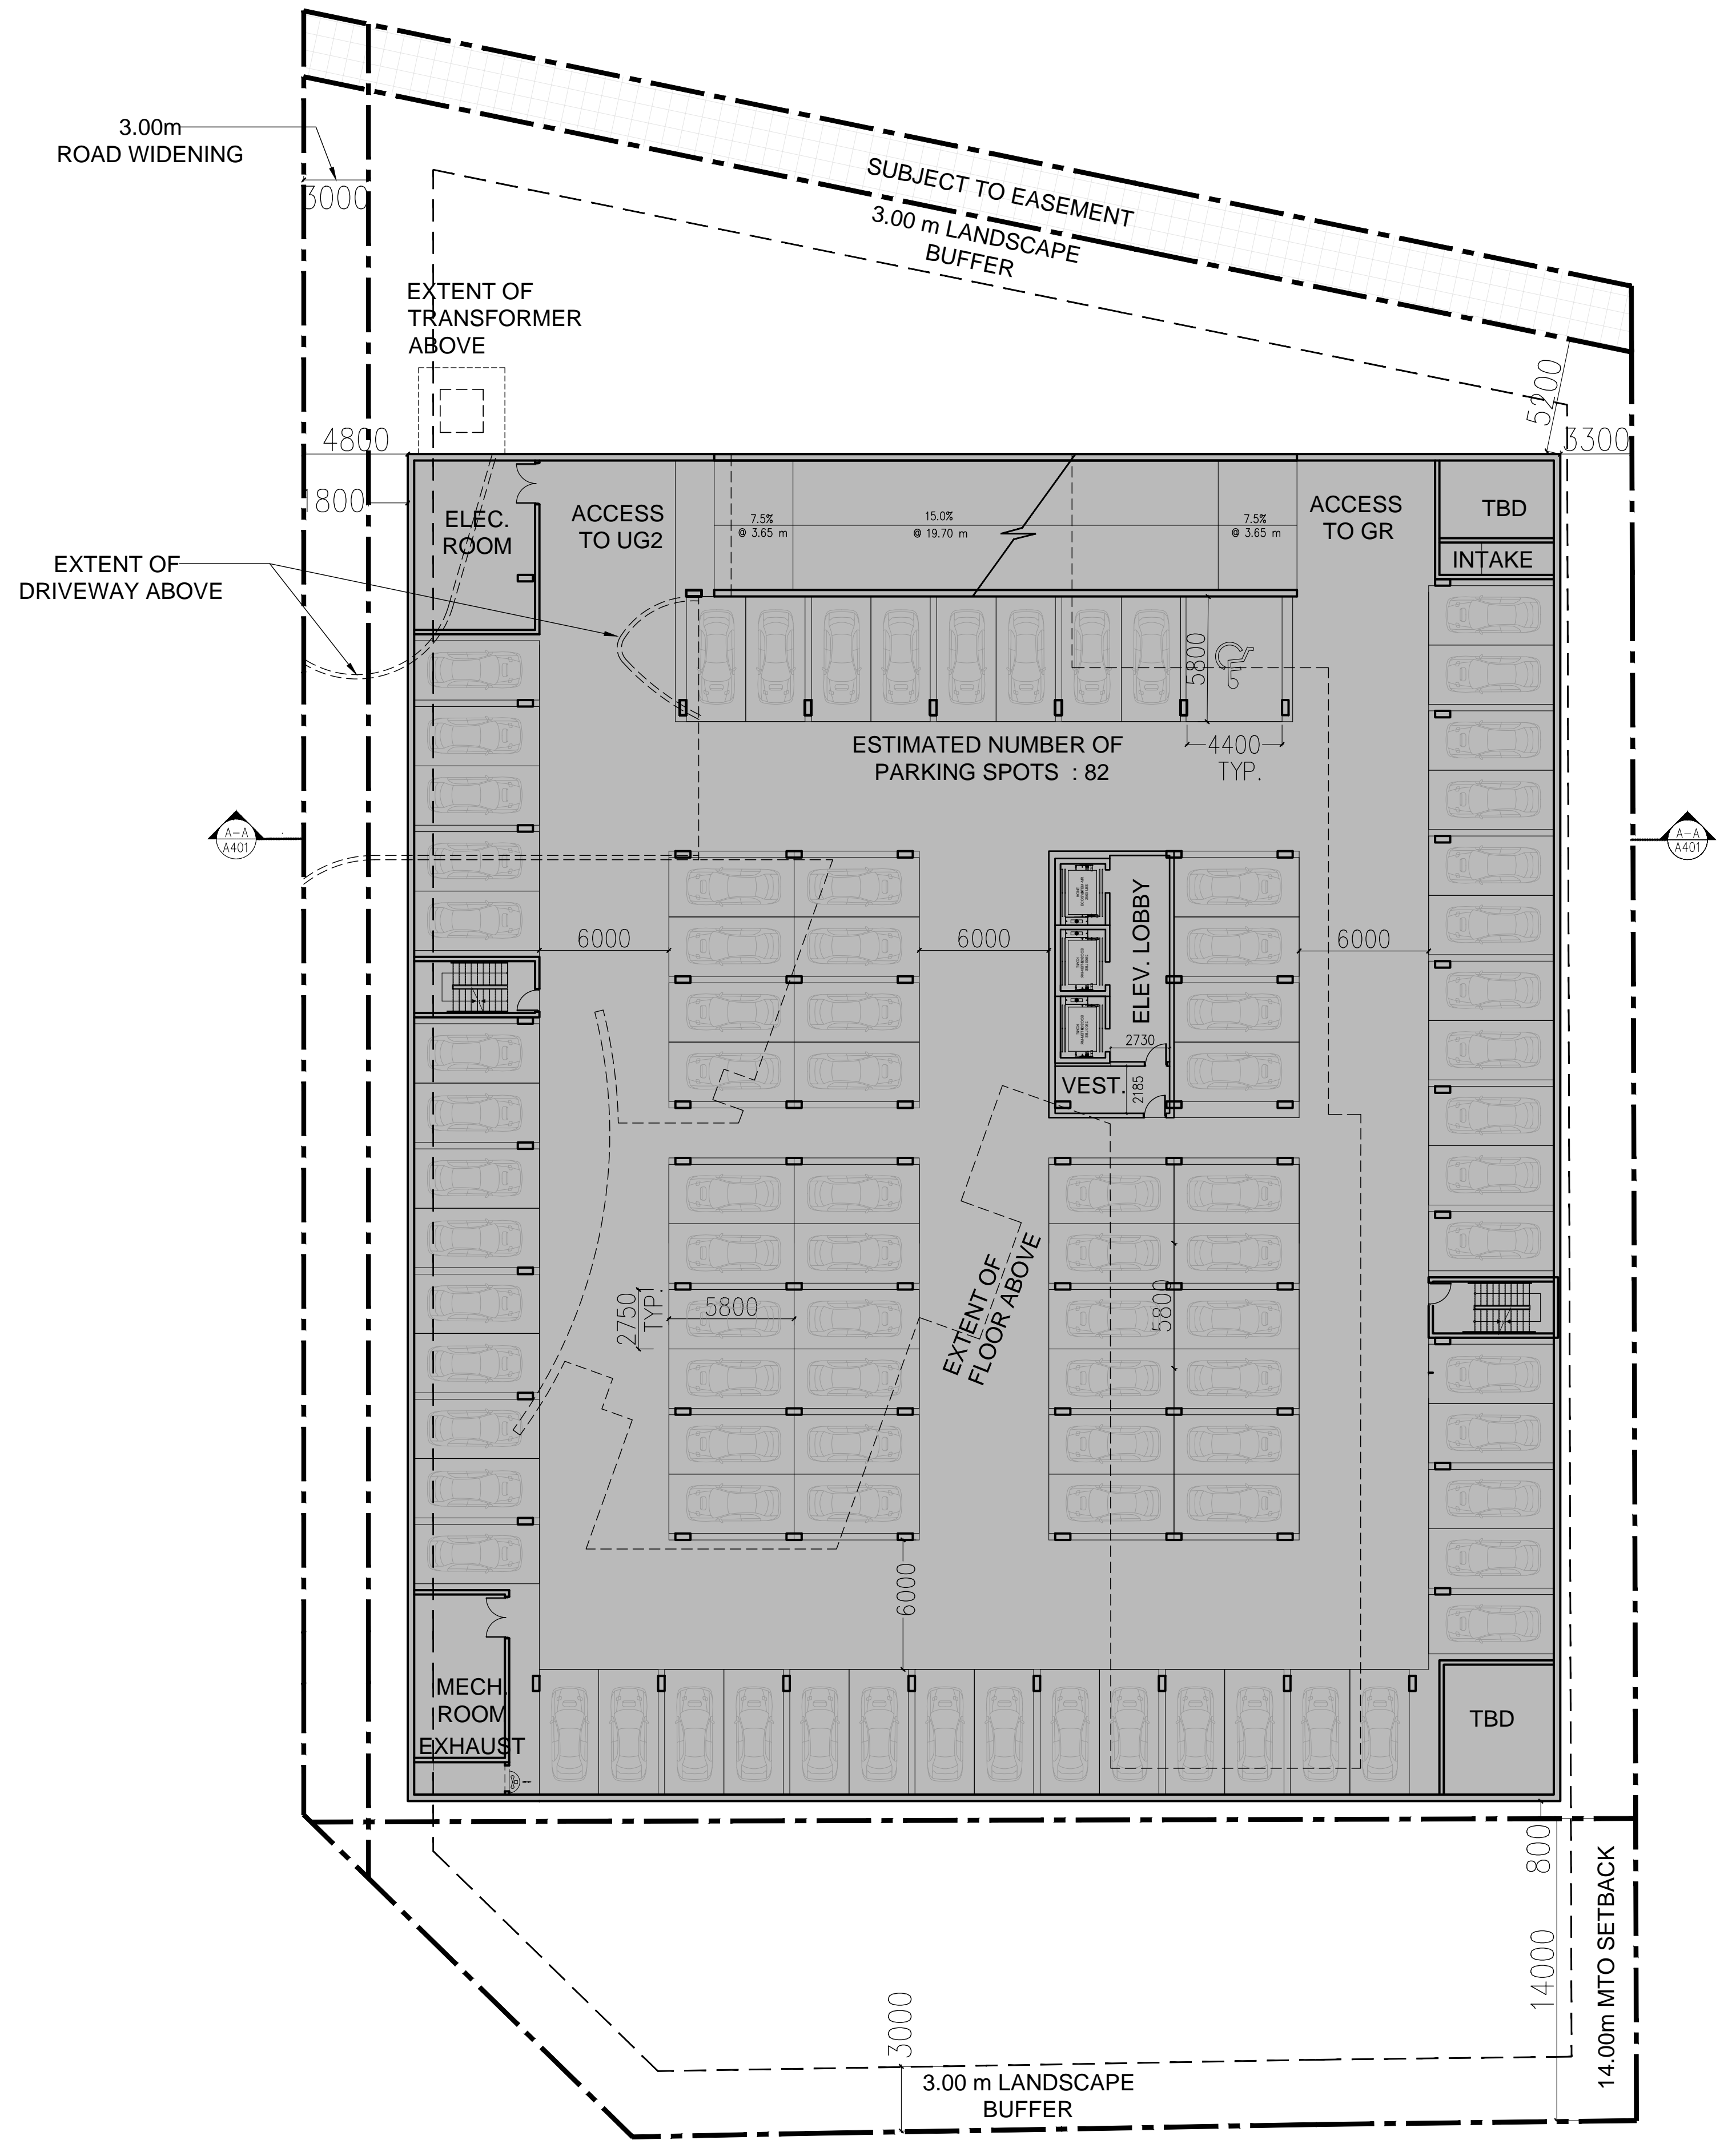 3.00m
ROAD WIDENING
3000
SUBJECT TO EASEMENT
3.00 m LANDSCAPE
BUFFER
EXTENT OF
TRANSFORMER
ABOVE
5200
4800
3300
1800
ELEC.
ROOM
ACCESS
TO UG2
7.5%
@ 3.65 m
15.0%
@ 19.70 m
7.5%
@ 3.65 m
ACCESS
TO GR
TBD
INTAKE
EXTENT OF
DRIVEWAY ABOVE
5800
4400
TYP.
ESTIMATED NUMBER OF
PARKING SPOTS : 82
A-A
A401
A-A
A401
6000
6000
6000
ELEV. LOBBY
2730
VEST.
2185
EXTENT OF
FLOOR ABOVE
2750
TYP.
5800
5800
6000
MECH.
ROOM
EXHAUST
TBD
800
14000
14.00m MTO SETBACK
3000
3.00 m LANDSCAPE
BUFFER